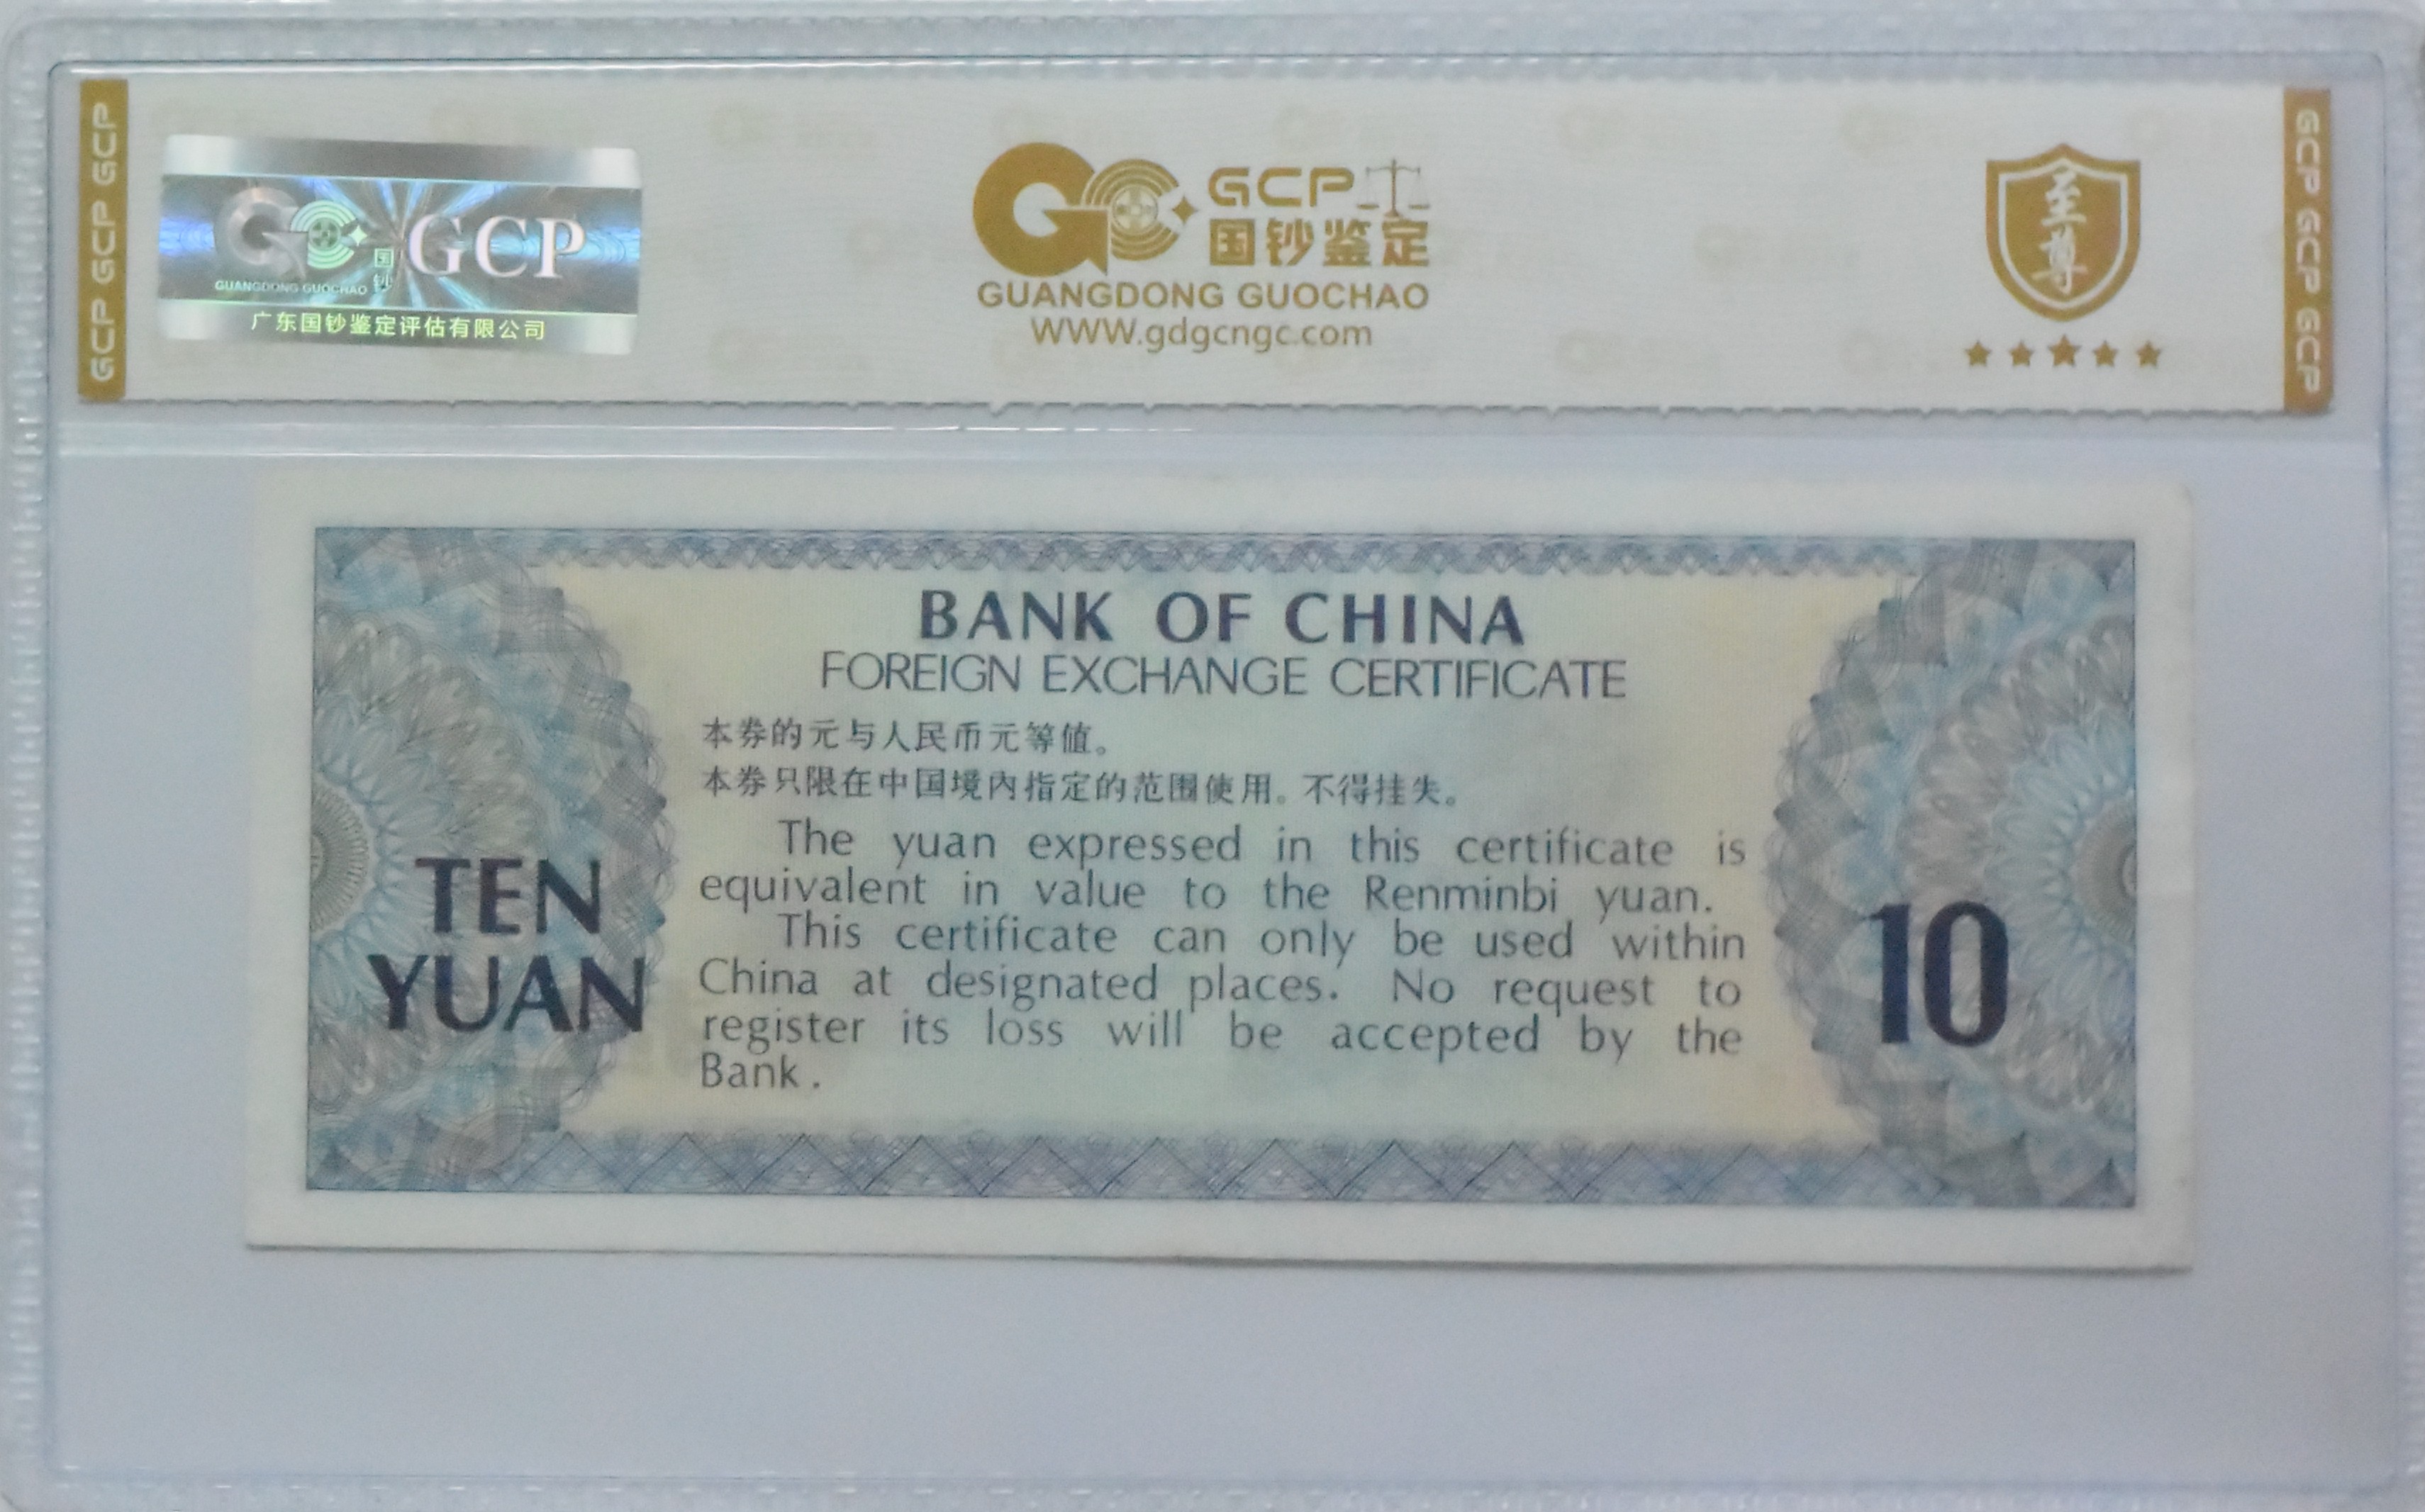 GCP GCP GCP
GCP
国钞
GUANGDONG GUOCHAO
广东国钞鉴定评估有限公司
GCP
国钞鉴定
GUANGDONG GUOCHAO
WWW.gdgcngc.com
至尊
GCP GCP GCP
BANK OF CHINA
FOREIGN EXCHANGE CERTIFICATE
本券的元与人民币元等值。
本券只限在中国境内指定的范围使用。不得挂失。
The yuan expressed in this certificate is
equivalent in value to the Renminbi yuan.
This certificate can only be used within
China at designated places. No request to
register its loss will be accepted by the
Bank.
TEN
YUAN
10